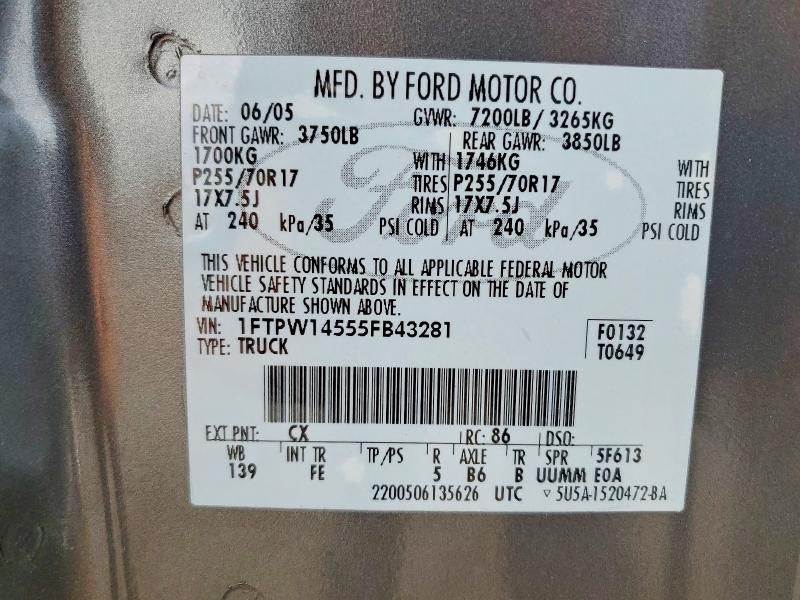 MFD. BY FORD MOTOR CO.
DATE: 06/05 GVWR: 7200LB/ 3265KG
FRONT GAWR: 3750LB REAR GAWR: 3850LB
1700KG WITH 1746KG WITH
P255/70R17 TIRES P255/70R17 TIRES
17X7.5J RIMS 17X7.5J RIMS
AT 240 kPa/35 PSI COLD AT 240 kPa/35 PSI COLD
Ford
THIS VEHICLE CONFORMS TO ALL APPLICABLE FEDERAL MOTOR
VEHICLE SAFETY STANDARDS IN EFFECT ON THE DATE OF
MANUFACTURE SHOWN ABOVE.
VIN: 1FTPW14555FB43281 F0132
TYPE: TRUCK T0649
EXT PNT: CX RC: 86 DSO:
WB INT TR TP/PS R AXLE TR SPR 5F613
139 FE 5 B6 B UUMM EOA
2200506135626 UTC ▽ 5U5A-1520472-BA